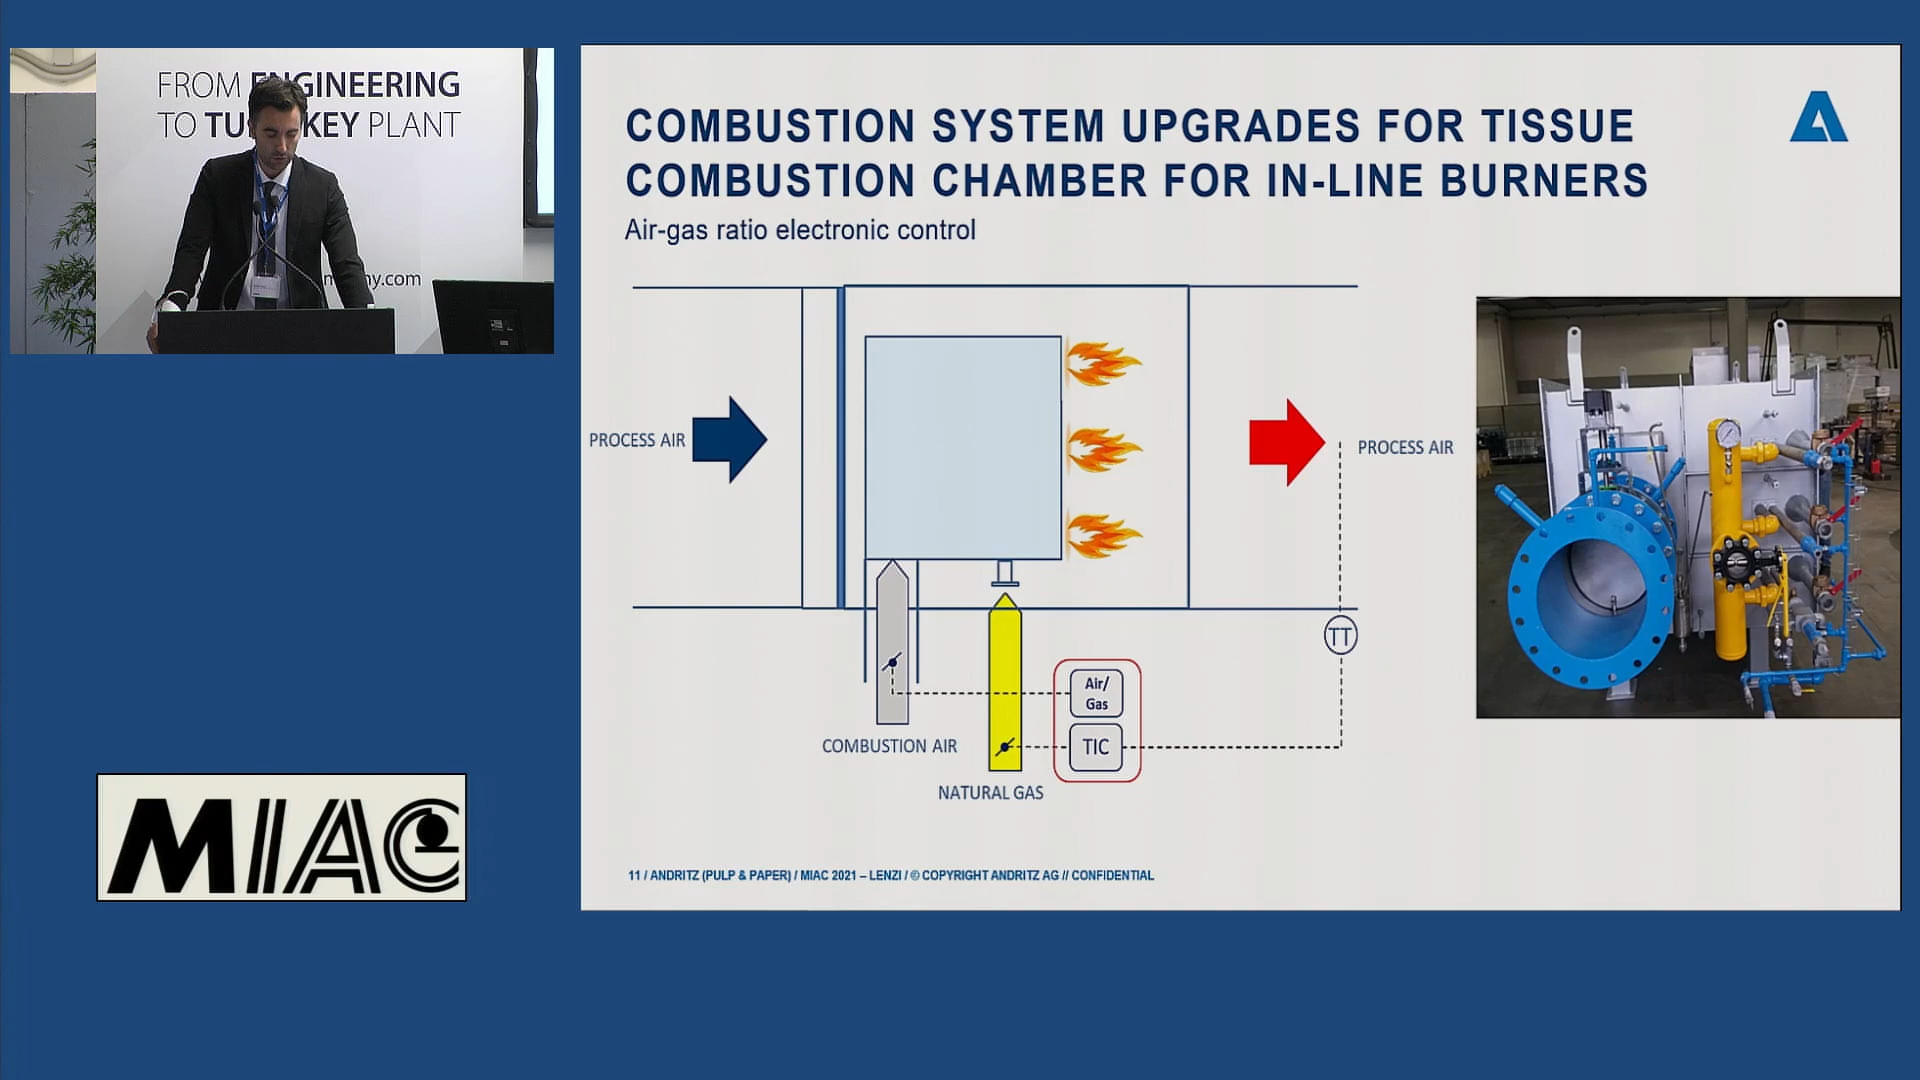 FROM ENGINEERING
TO TURNKEY PLANT
ny.com
MIAC
COMBUSTION SYSTEM UPGRADES FOR TISSUE
COMBUSTION CHAMBER FOR IN-LINE BURNERS
Air-gas ratio electronic control
PROCESS AIR
PROCESS AIR
TT
Air/
Gas
TIC
COMBUSTION AIR
NATURAL GAS
11 / ANDRITZ (PULP & PAPER) / MIAC 2021 – LENZI / © COPYRIGHT ANDRITZ AG // CONFIDENTIAL